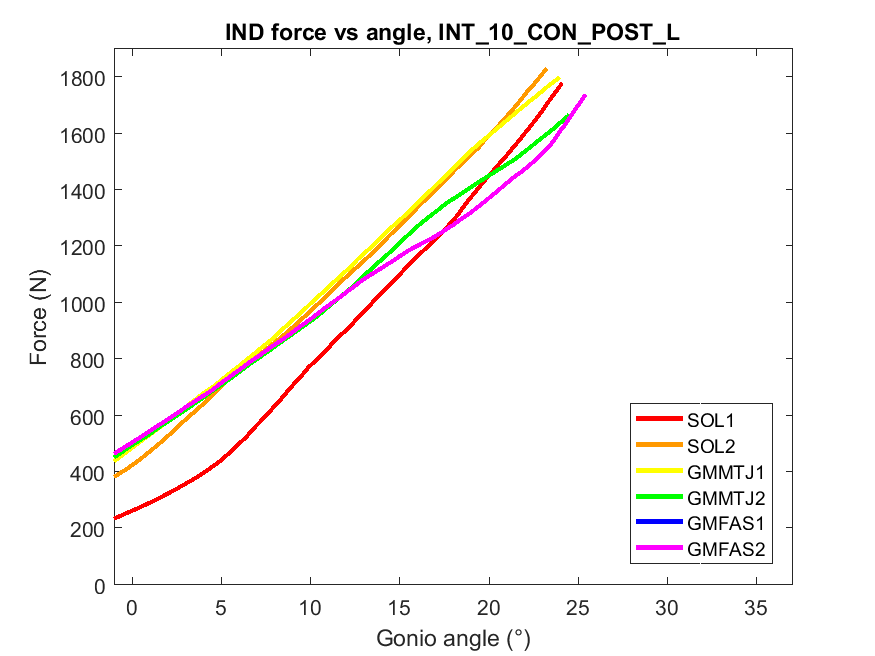 IND force vs angle, INT_10_CON_POST_L
1800
1600
1400
1200
1000
800
600
400
200
0
Force (N)
0 5 10 15 20 25 30 35
Gonio angle (°)
SOL1
SOL2
GMMTJ1
GMMTJ2
GMFAS1
GMFAS2